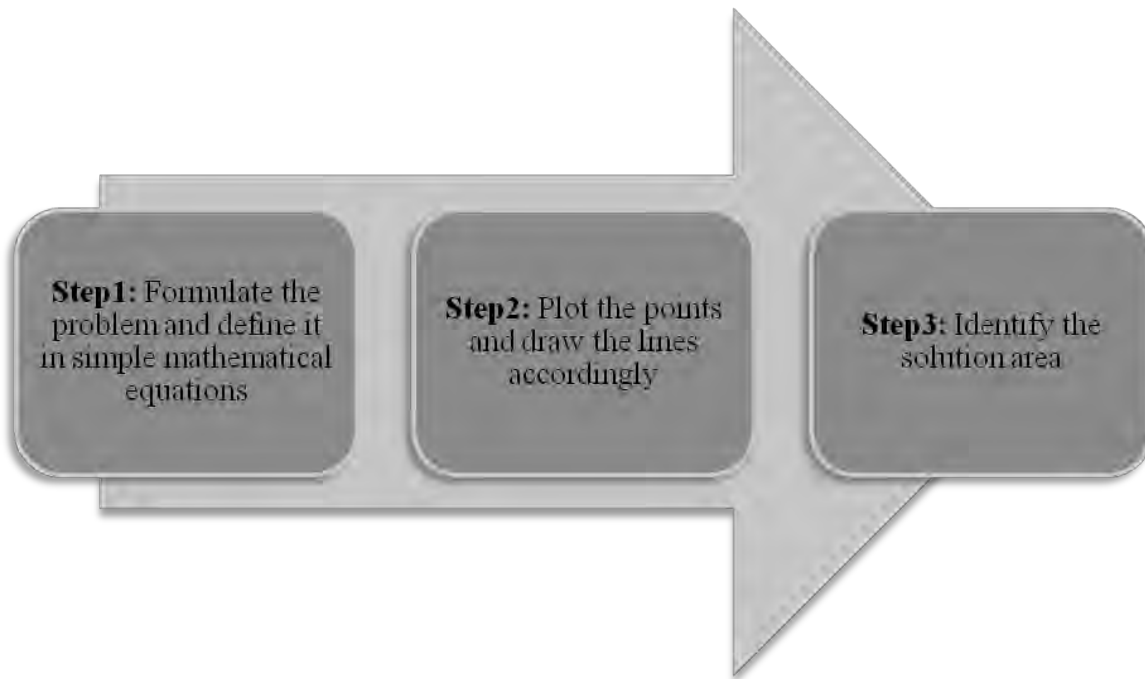 Step1: Formulate the
problem and define it
in simple mathematical
equations
Step2: Plot the points
and draw the lines
accordingly
Step3: Identify the
solution area